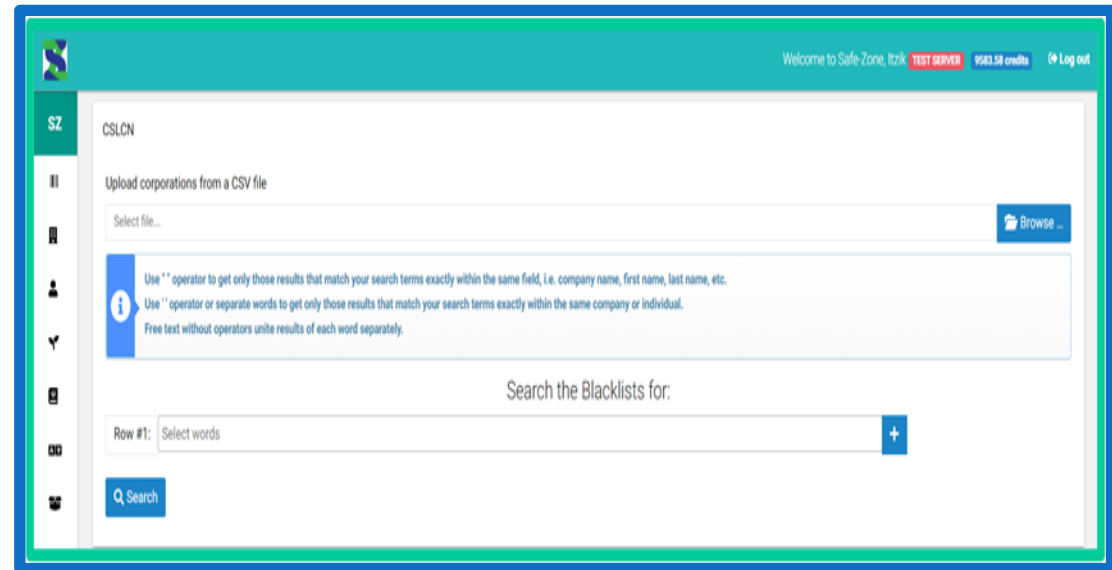 Welcome to Safe-Zone, Itzik TEST SERVER 9583.58 credits Log out
SZ
CSLCN
Upload corporations from a CSV file
Select file...
Browse ...
Use " " operator to get only those results that match your search terms exactly within the same field, i.e. company name, first name, last name, etc.
Use ' ' operator or separate words to get only those results that match your search terms exactly within the same company or individual.
Free text without operators unite results of each word separately.
Search the Blacklists for:
Row #1: Select words +
Search